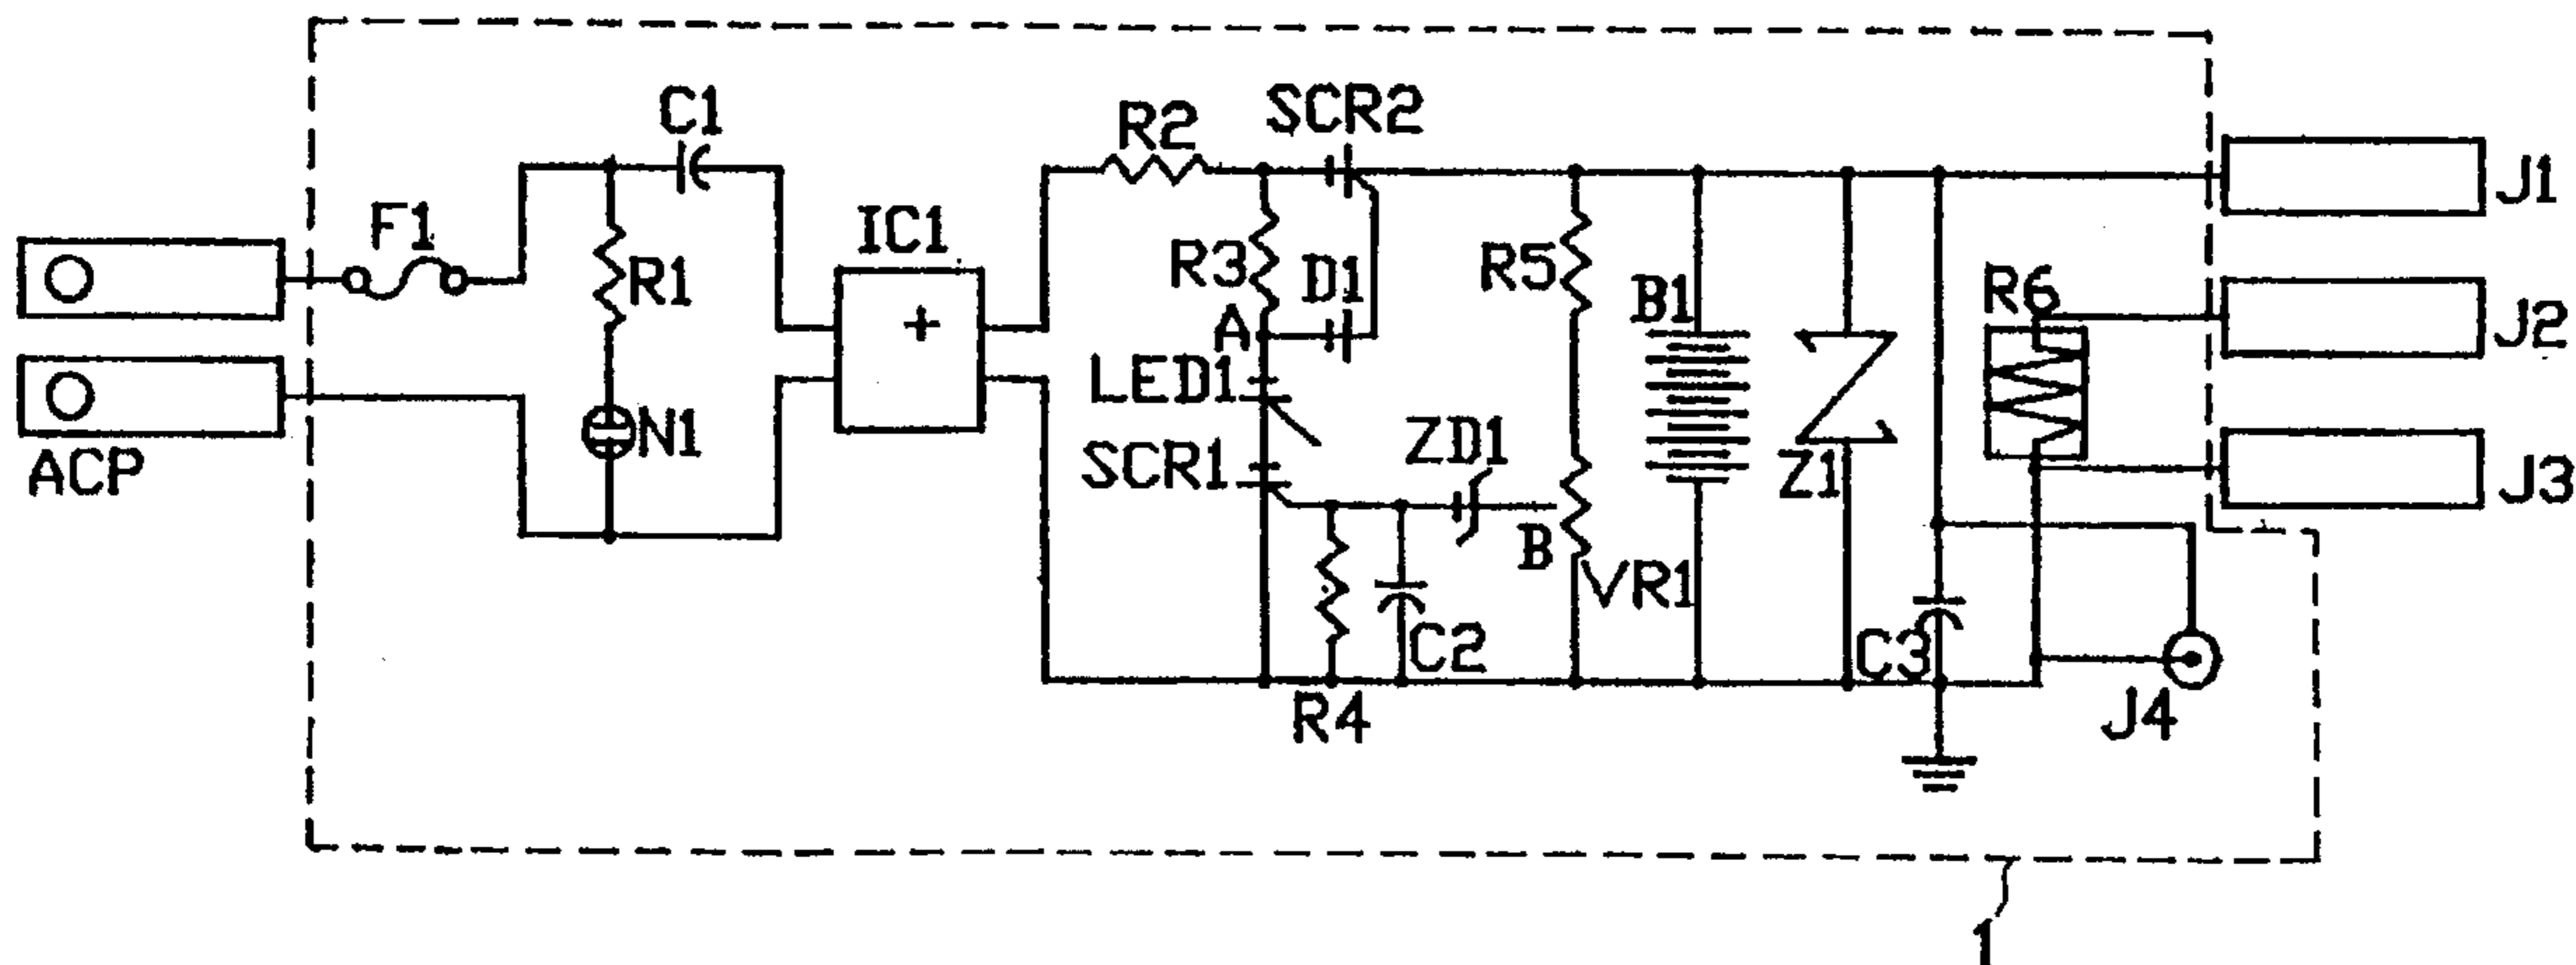 C1
R2
SCR2
J1
F1
IC1
R1
R3
D1
R5
B1
R6
J2
+
A
LED1
N1
ACP
SCR1
ZD1
Z1
J3
B
VR1
C2
C3
R4
J4
1